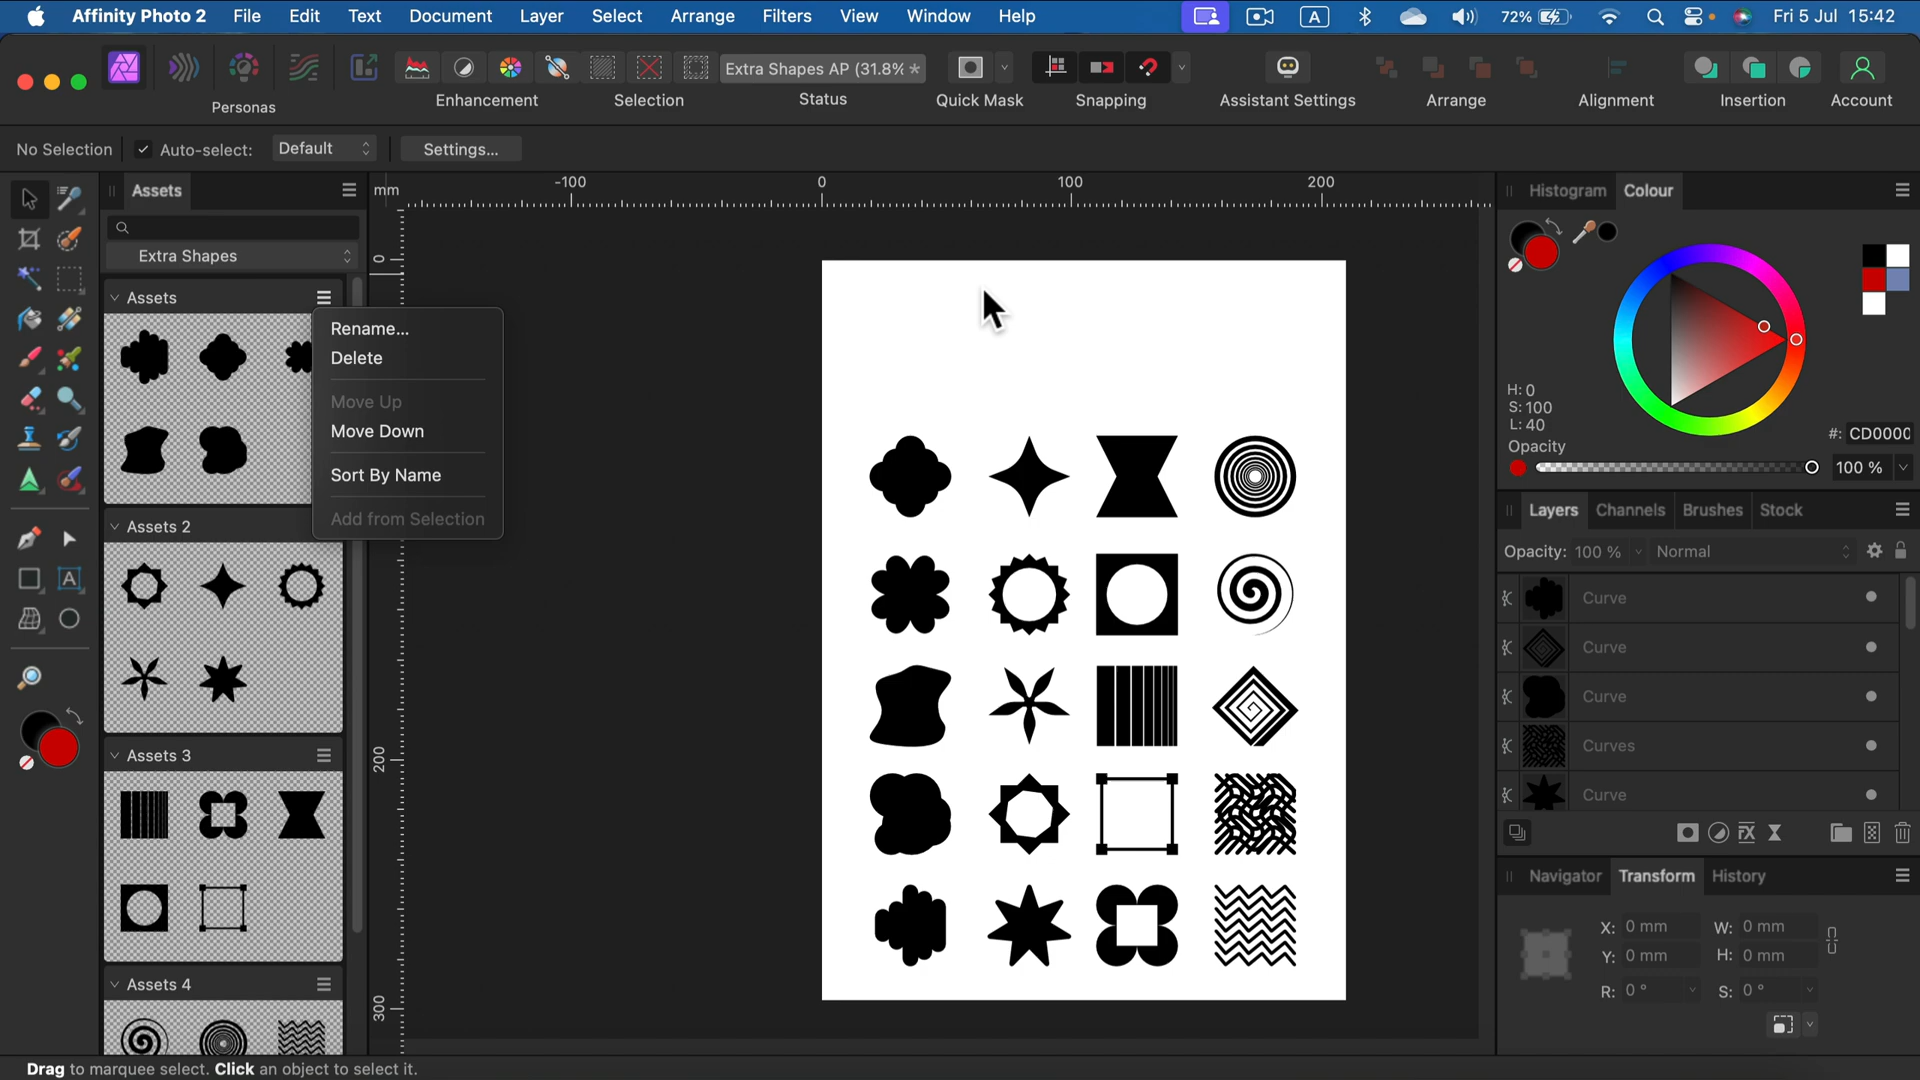 Affinity Photo 2 File Edit Text Document Layer Select Arrange Filters View Window Help A 72% Fri 5 Jul 15:42
Extra Shapes AP (31.8% *
Personas Enhancement Selection Status Quick Mask Snapping Assistant Settings Arrange Alignment Insertion Account
No Selection Auto-select: Default Settings...
Assets
Extra Shapes
Assets
Rename...
Delete
Move Up
Move Down
Sort By Name
Add from Selection
Assets 2
Assets 3
Assets 4
mm -100 0 100 200
0
200
300
Histogram Colour
H: 0
S: 100
L: 40
#: CD0000
Opacity
100 %
Layers Channels Brushes Stock
Opacity: 100 % Normal
Curve
Curve
Curve
Curves
Curve
Navigator Transform History
X: 0 mm W: 0 mm
Y: 0 mm H: 0 mm
R: 0 ° S: 0 °
Drag to marquee select. Click an object to select it.